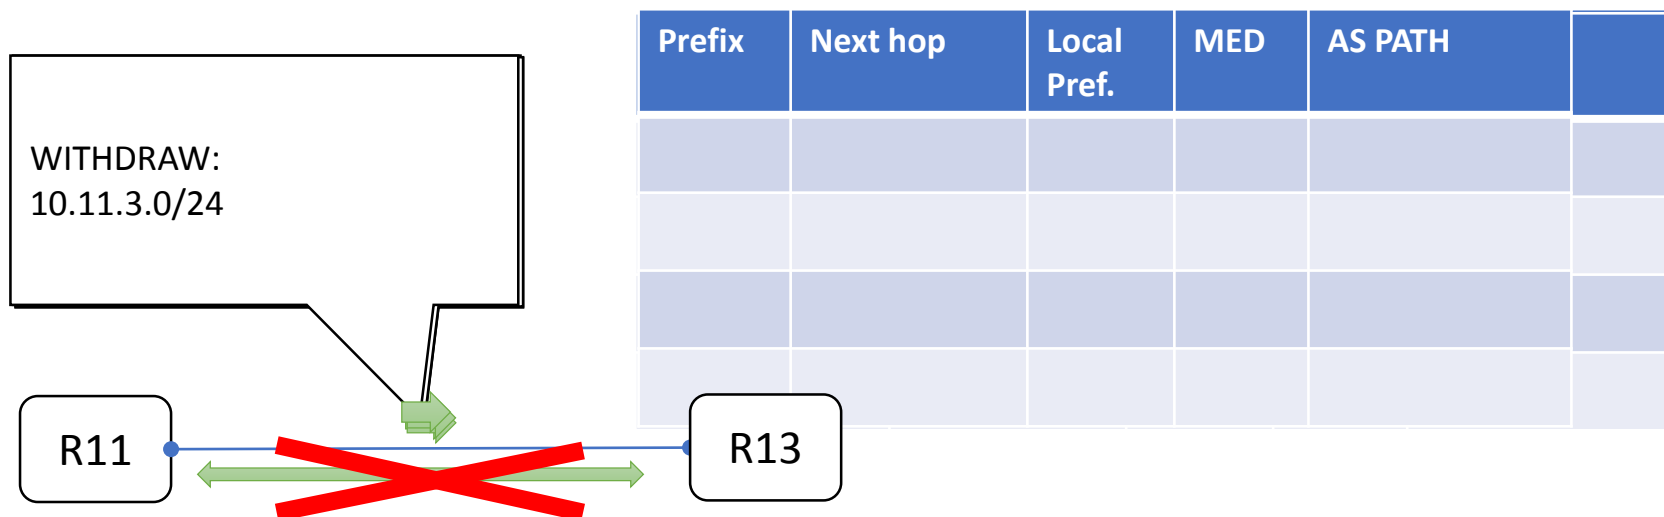 Prefix Next hop Local Pref. MED AS PATH
WITHDRAW:
10.11.3.0/24
R11
R13